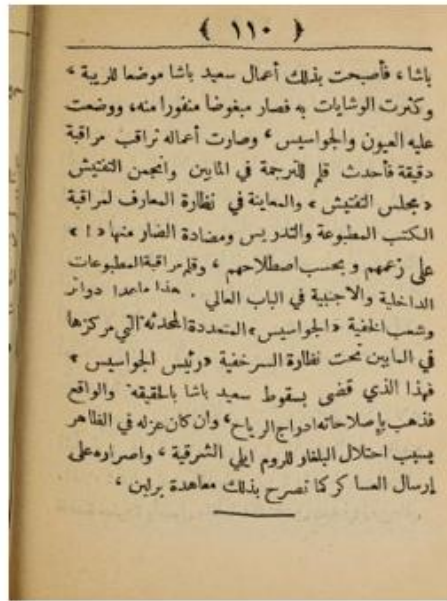 ﴿ ١١٠ ﴾
باشا ، فأصبحت بذلك أعمال سعيد باشا موضعا للريبة ،
وكثرت الوشايات به فصار مبغوضا منفورا منه، ووضعت
عليه العيون والجواسيس ، وصارت أعماله تراقب مراقبة
دقيقة فأحدث قلم للترجمة في المابين وانجمن التفتيش
« مجلس التفتيش » والمعاينة في نظارة المعارف لمراقبة
الكتب المطبوعة والتدريس ومضادة الضار منها « ! »
على زعمهم وبحسب اصطلاحهم ، وقلم مراقبة المطبوعات
الداخلية والاجنبية في الباب العالي . هذا ماعدا دوائر
وشعب الخفية « الجواسيس » المتعددة المحدثة التي مركزها
في المابين تحت نظارة السرخفية « رئيس الجواسيس »
فهذا الذي قضى بسقوط سعيد باشا بالحقيقة والواقع
فذهب بإصلاحاته ادراج الرياح ، وان كان عزله في الظاهر
بسبب احتلال البلغار للروم ايلي الشرقية ، واصراره على
إرسال العساكر كما تصرح بذلك معاهدة برلين ،